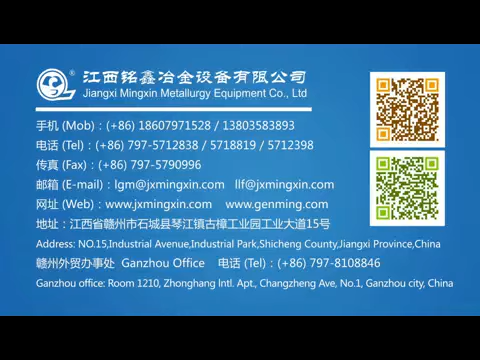 江西铭鑫冶金设备有限公司
Jiangxi Mingxin Metallurgy Equipment Co., Ltd
手机 (Mob)：(+86) 18607971528 / 13803583893
电话 (Tel)：(+86) 797-5712838 / 5718819 / 5712398
传真 (Fax)：(+86) 797-5790996
邮箱 (E-mail)：lgm@jxmingxin.com llf@jxmingxin.com
网址 (Web)：www.jxmingxin.com www.genming.com
地址：江西省赣州市石城县琴江镇古樟工业园工业大道15号
Address: NO.15,Industrial Avenue,Industrial Park,Shicheng County,Jiangxi Province,China
赣州外贸办事处 Ganzhou Office 电话 (Tel)：(+86) 797-8108846
Ganzhou office: Room 1210, Zhonghang lntl. Apt., Changzheng Ave, No.1, Ganzhou city, China